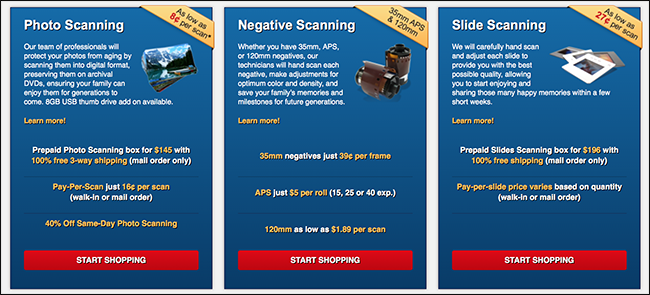 Photo Scanning
As low as
8¢ per scan*
Our team of professionals will
protect your photos from aging by
scanning them into digital format,
preserving them on archival
DVDs, ensuring your family can
enjoy them for generations to
come. 8GB USB thumb drive add on available.
Learn more!
Prepaid Photo Scanning box for $145 with
100% free 3-way shipping (mail order only)
Pay-Per-Scan just 16¢ per scan
(walk-in or mail order)
40% Off Same-Day Photo Scanning
START SHOPPING
Negative Scanning
35mm APS
& 120mm
Whether you have 35mm, APS,
or 120mm negatives, our
technicians will hand scan each
negative, make adjustments for
optimum color and density, and
save your family's memories and
milestones for future generations.
Learn more!
35mm negatives just 39¢ per frame
APS just $5 per roll (15, 25 or 40 exp.)
120mm as low as $1.89 per scan
START SHOPPING
Slide Scanning
As low as
21¢ per scan
We will carefully hand scan
and adjust each slide to
provide you with the best
possible quality, allowing
you to start enjoying and
sharing those many happy memories within a few
short weeks.
Learn more!
Prepaid Slides Scanning box for $196 with
100% free shipping (mail order only)
Pay-per-slide price varies based on quantity
(walk-in or mail order)
START SHOPPING